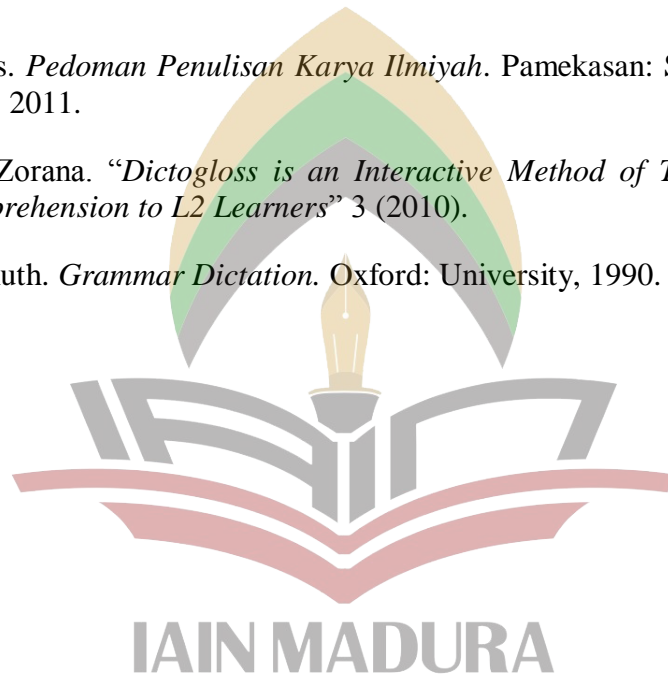 s. Pedoman Penulisan Karya Ilmiyah. Pamekasan: S
2011.
Zorana. “Dictogloss is an Interactive Method of T
prehension to L2 Learners” 3 (2010).
uth. Grammar Dictation. Oxford: University, 1990.
IAIN
IAIN MADURA